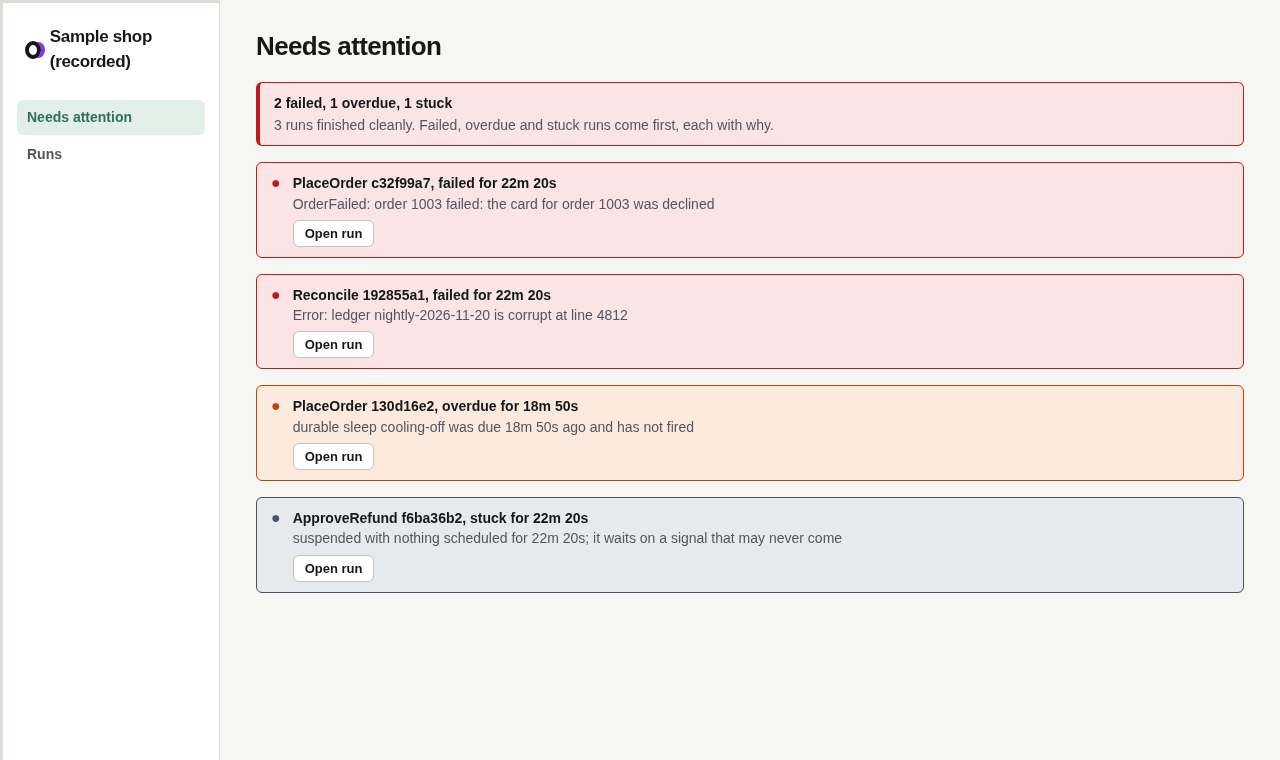 Sample shop
(recorded)
Needs attention
Runs
Needs attention
2 failed, 1 overdue, 1 stuck
3 runs finished cleanly. Failed, overdue and stuck runs come first, each with why.
PlaceOrder c32f99a7, failed for 22m 20s
OrderFailed: order 1003 failed: the card for order 1003 was declined
Open run
Reconcile 192855a1, failed for 22m 20s
Error: ledger nightly-2026-11-20 is corrupt at line 4812
Open run
PlaceOrder 130d16e2, overdue for 18m 50s
durable sleep cooling-off was due 18m 50s ago and has not fired
Open run
ApproveRefund f6ba36b2, stuck for 22m 20s
suspended with nothing scheduled for 22m 20s; it waits on a signal that may never come
Open run